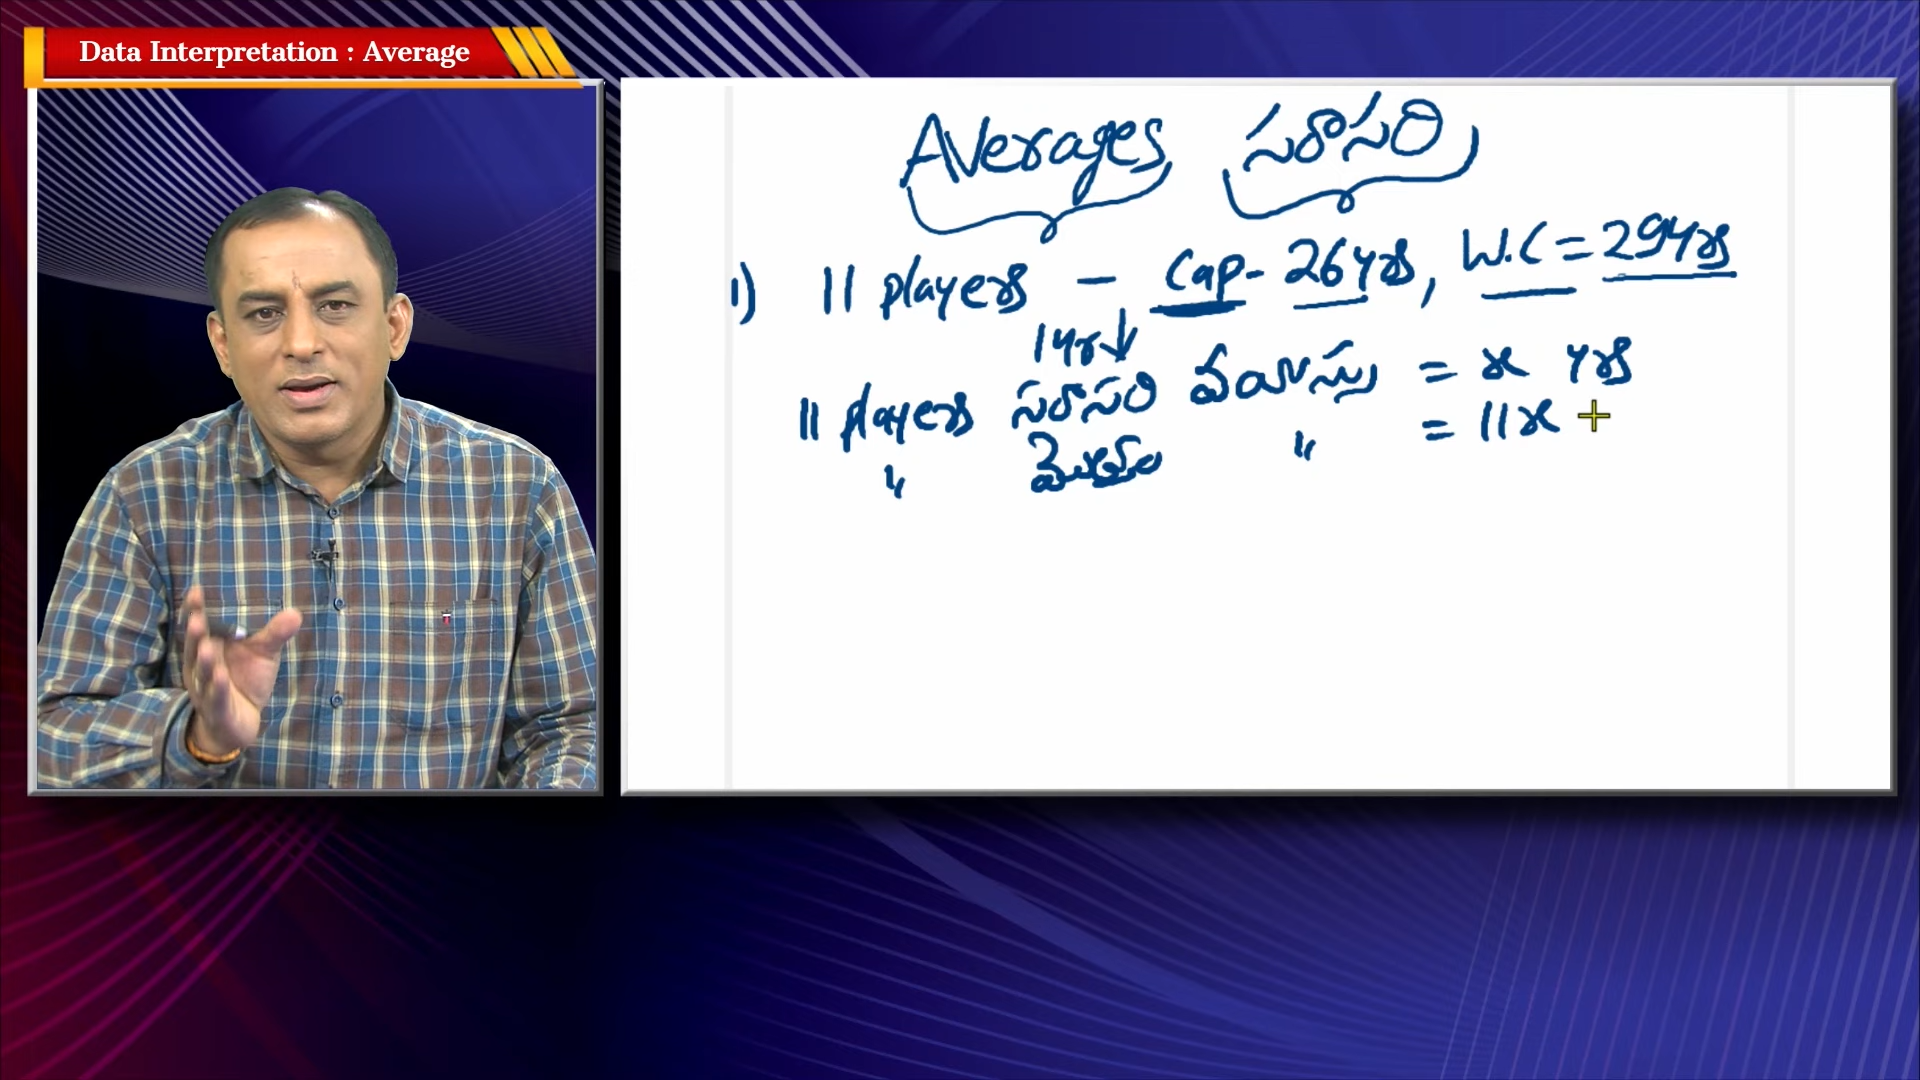 Data Interpretation : Average
Averages సరాసరి
1) 11 players - Cap- 26yrs, W.C = 29yrs
1yr↓
11 players సరాసరి వయస్సు = x yrs
" మొత్తం " = 11x